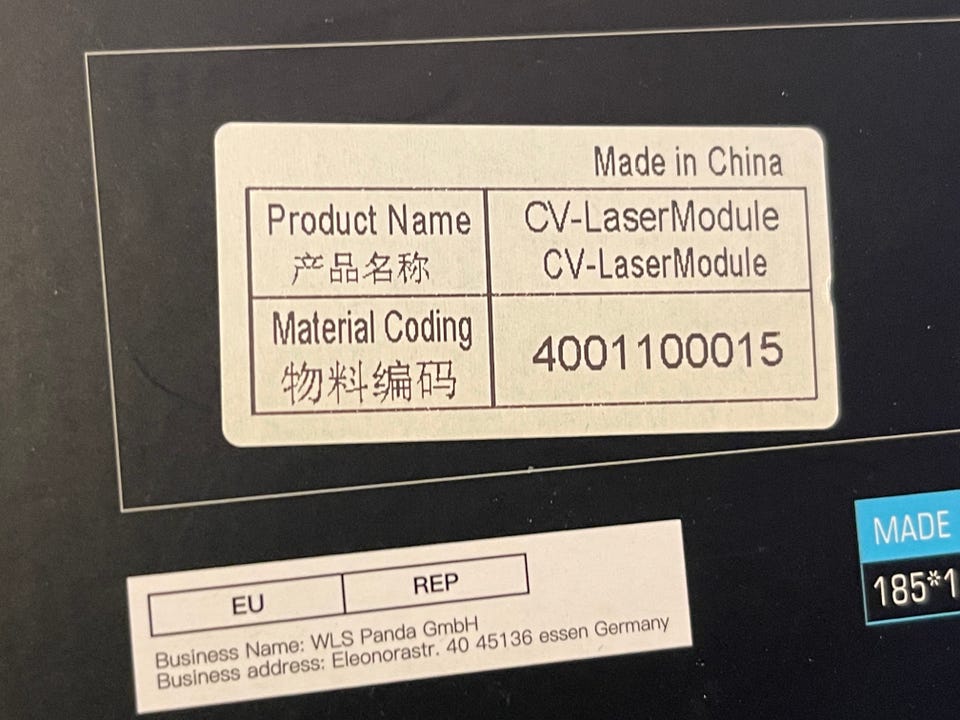 Made in China
Product Name
产品名称
CV-LaserModule
CV-LaserModule
Material Coding
物料编码
4001100015
EU
REP
Business Name: WLS Panda GmbH
Business address: Eleonorastr. 40 45136 essen Germany
MADE
185*1